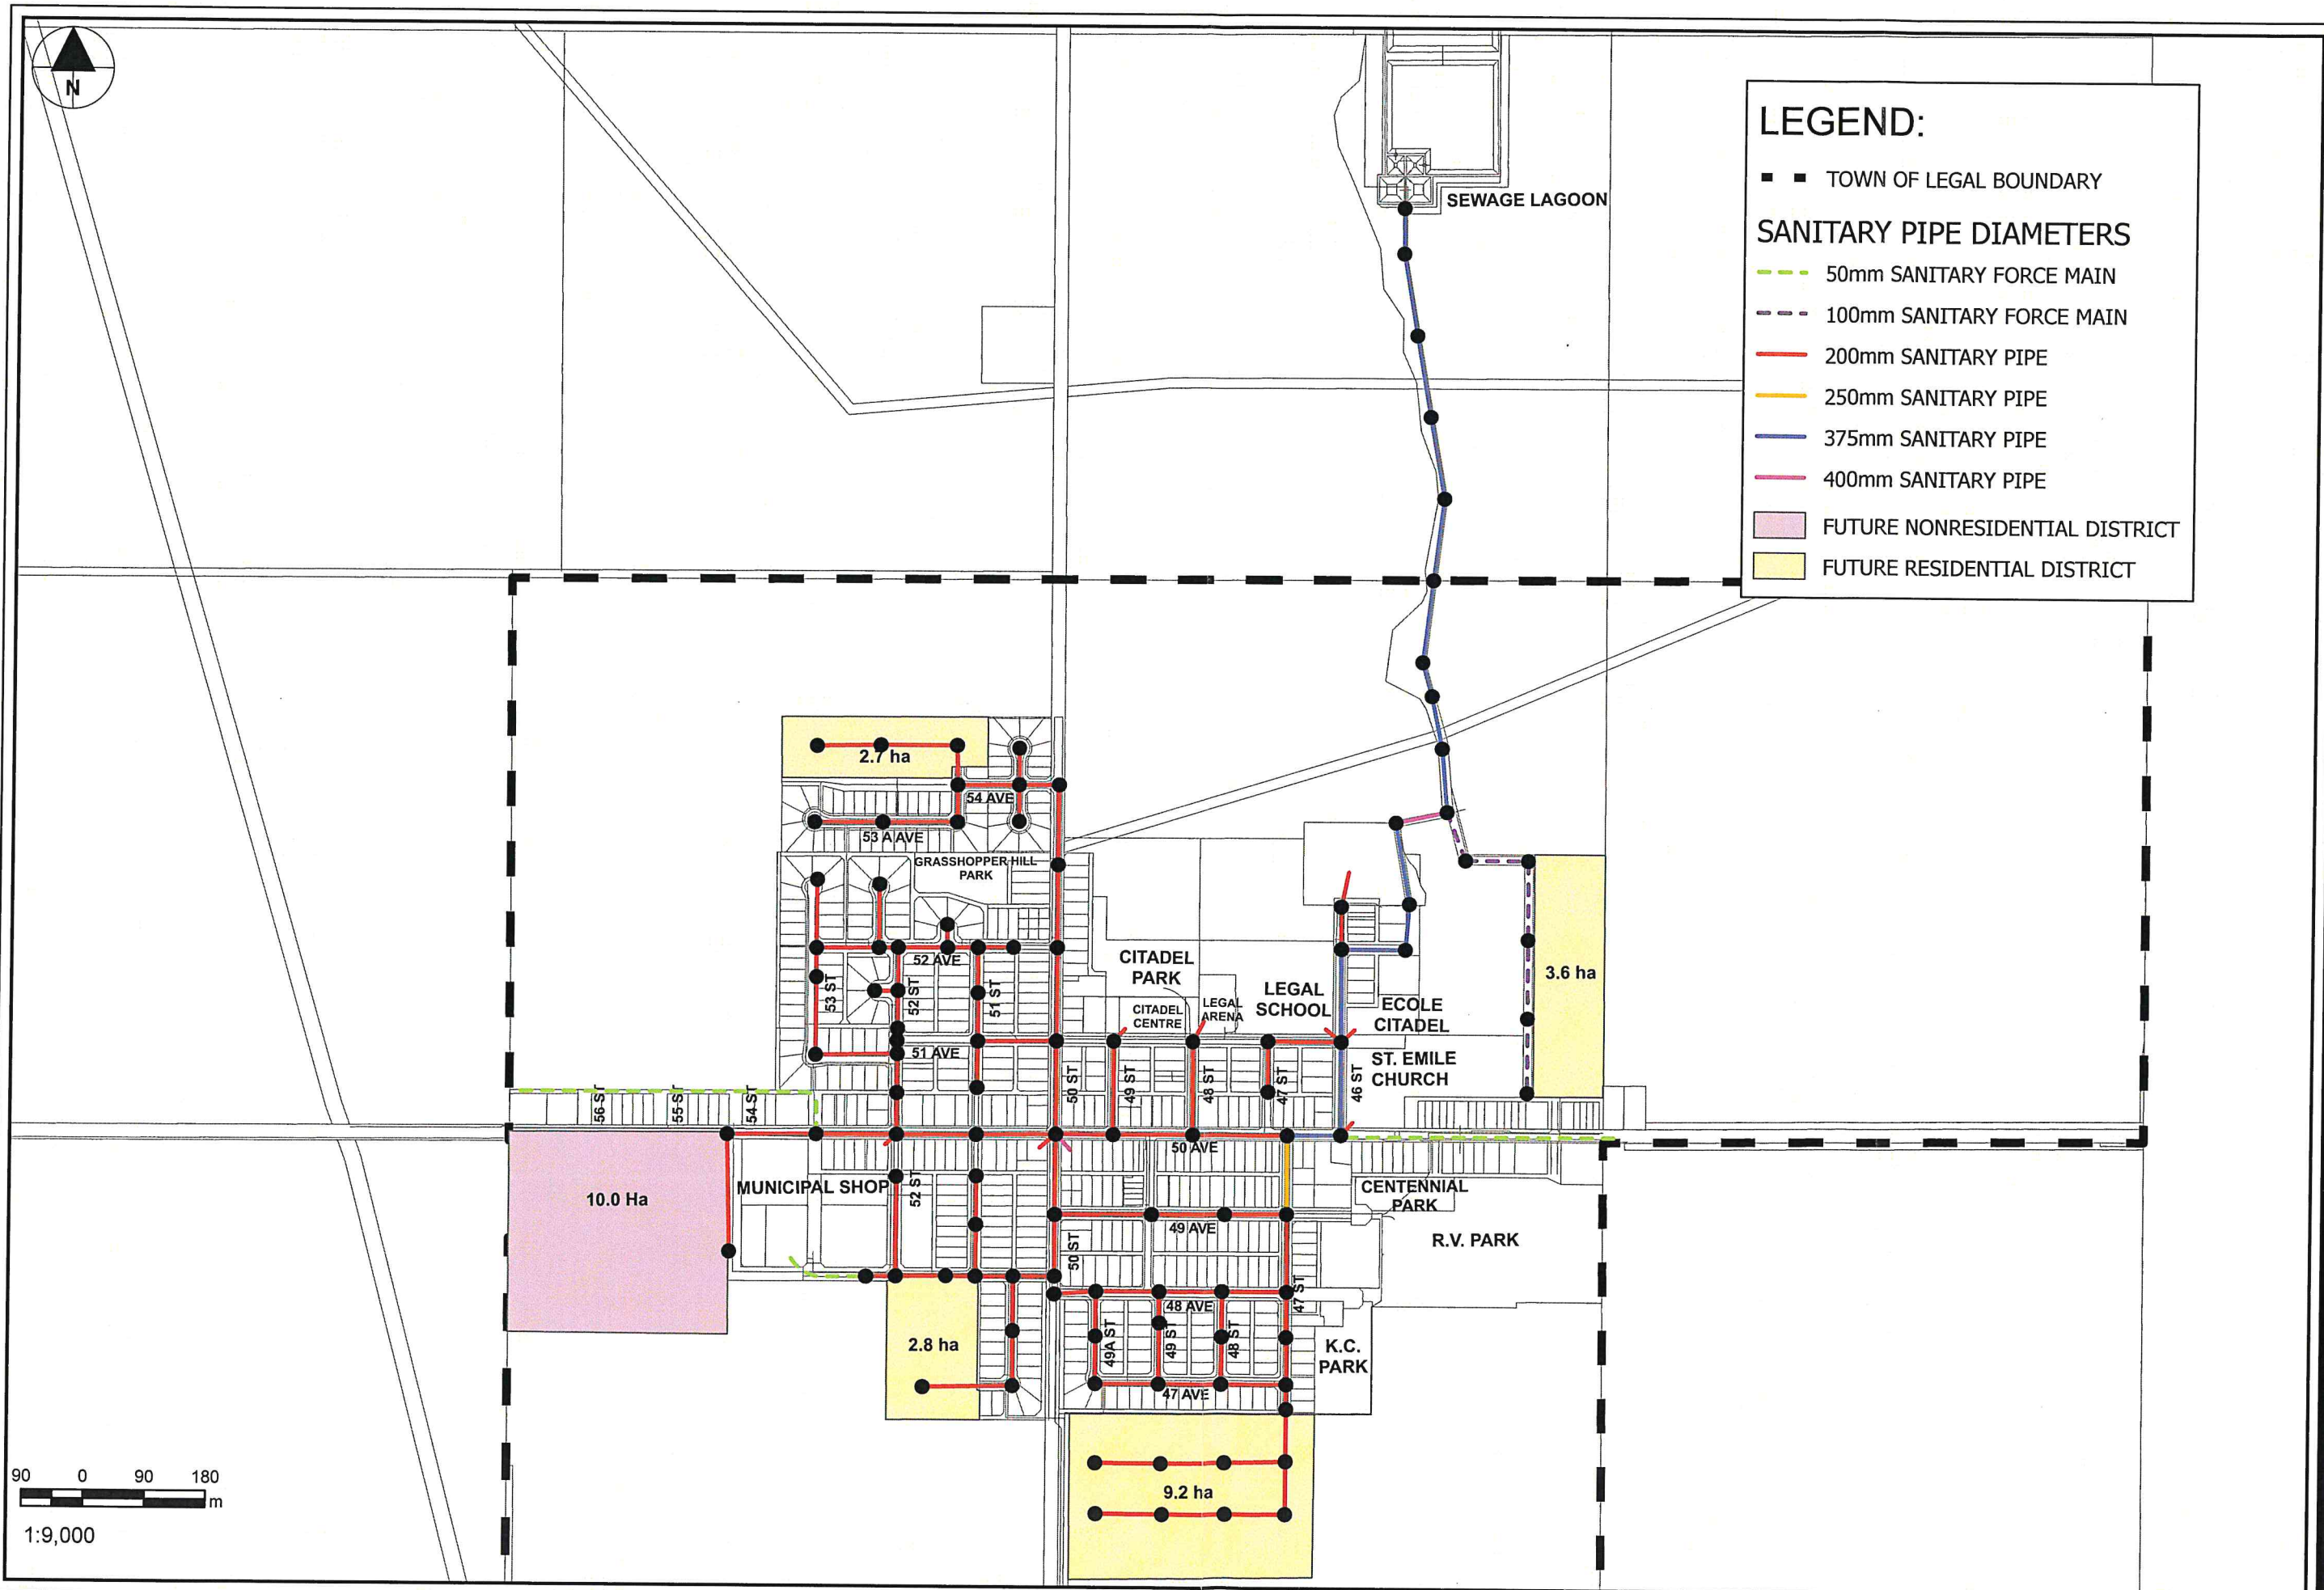 N
LEGEND:
TOWN OF LEGAL BOUNDARY
SANITARY PIPE DIAMETERS
50mm SANITARY FORCE MAIN
100mm SANITARY FORCE MAIN
200mm SANITARY PIPE
250mm SANITARY PIPE
375mm SANITARY PIPE
400mm SANITARY PIPE
FUTURE NONRESIDENTIAL DISTRICT
FUTURE RESIDENTIAL DISTRICT
SEWAGE LAGOON
2.7 ha
54 AVE
53 A AVE
GRASSHOPPER HILL
PARK
52 AVE
53 ST
52 ST
51 ST
51 AVE
CITADEL
PARK
CITADEL
CENTRE
LEGAL
ARENA
LEGAL
SCHOOL
ECOLE
CITADEL
ST. EMILE
CHURCH
3.6 ha
56 ST
55 ST
54 ST
50 ST
49 ST
48 ST
47 ST
46 ST
50 AVE
10.0 Ha
MUNICIPAL SHOP
52 ST
CENTENNIAL
PARK
49 AVE
R.V. PARK
50 ST
47 ST
48 AVE
2.8 ha
49A ST
49 ST
48 ST
K.C.
PARK
47 AVE
9.2 ha
90 0 90 180
m
1:9,000